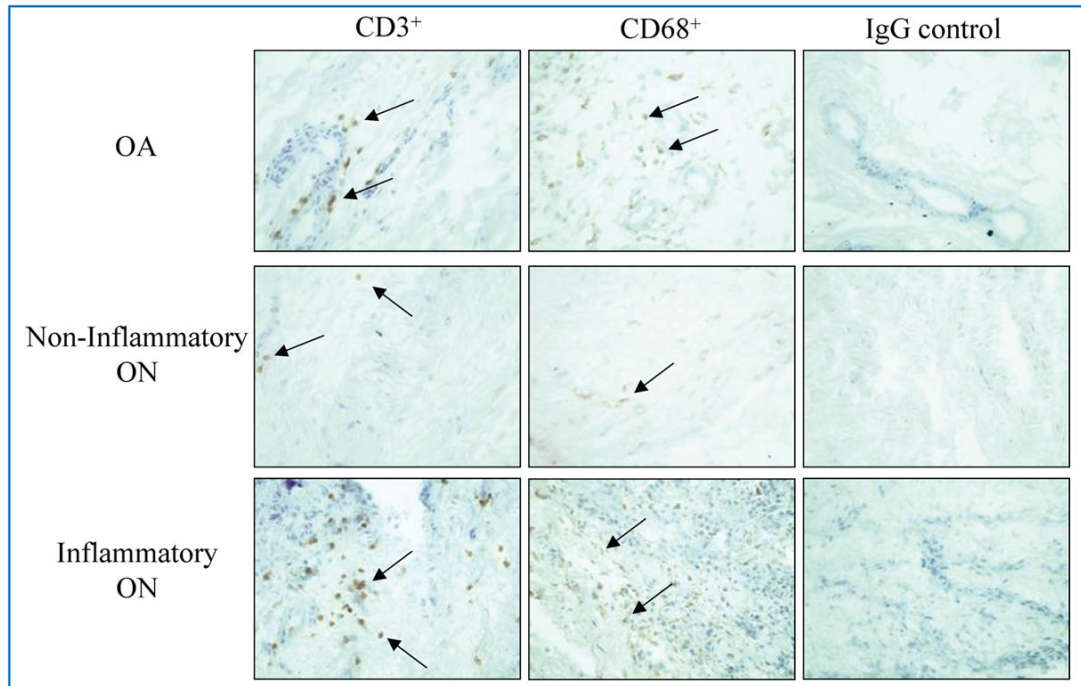 CD3⁺ CD68⁺ IgG control
OA
Non-Inflammatory
ON
Inflammatory
ON